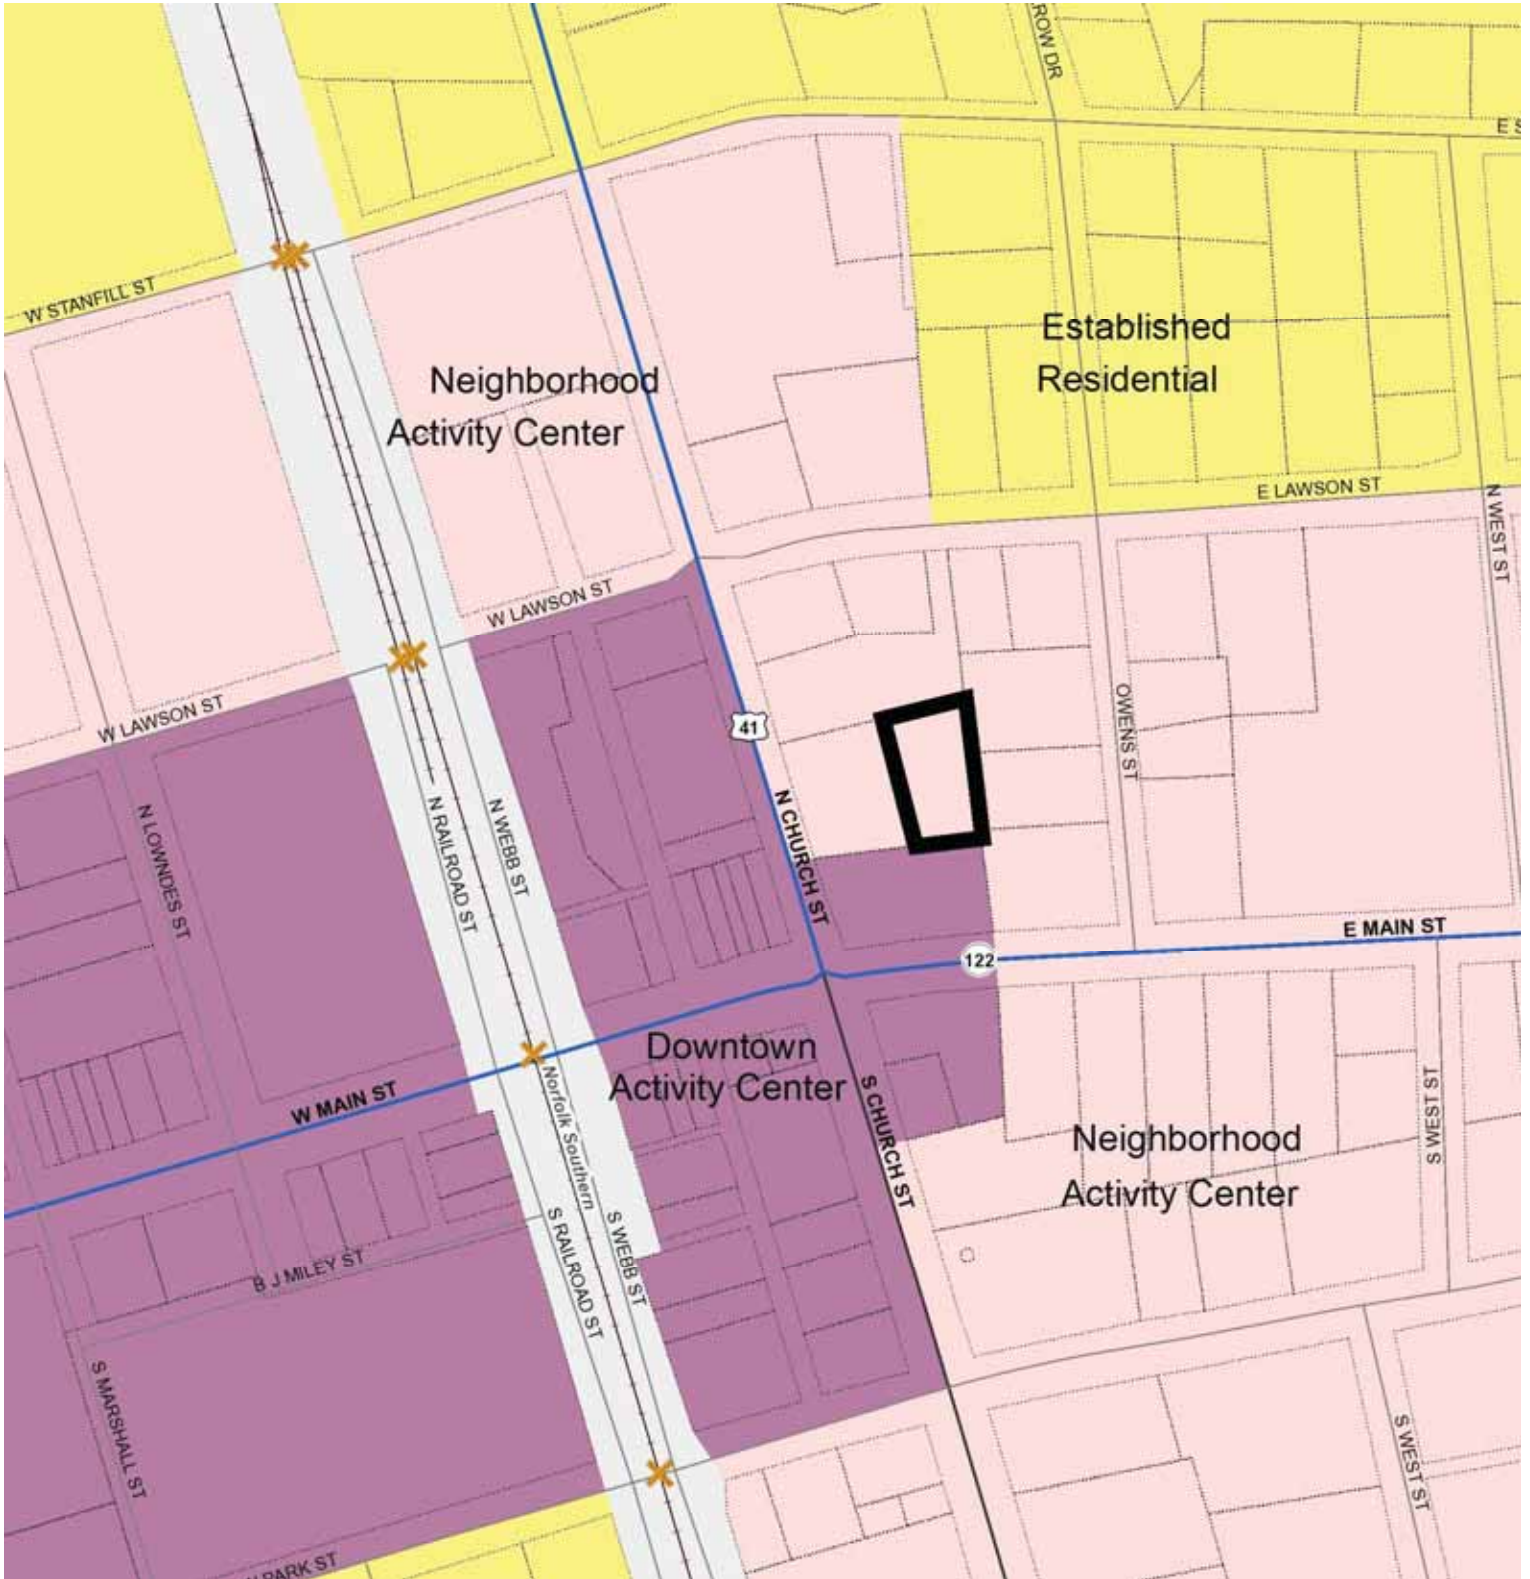 ROW DR
E S
W STANFILL ST
Established
Residential
Neighborhood
Activity Center
E LAWSON ST
N WEST ST
W LAWSON ST
W LAWSON ST
41
OWENS ST
N LOWNDES ST
N RAILROAD ST
N WEBB ST
N CHURCH ST
E MAIN ST
122
Downtown
Activity Center
W MAIN ST
Norfolk Southern
S CHURCH ST
S WEST ST
Neighborhood
Activity Center
B J MILEY ST
S RAILROAD ST
S WEBB ST
S MARSHALL ST
S WEST ST
PARK ST